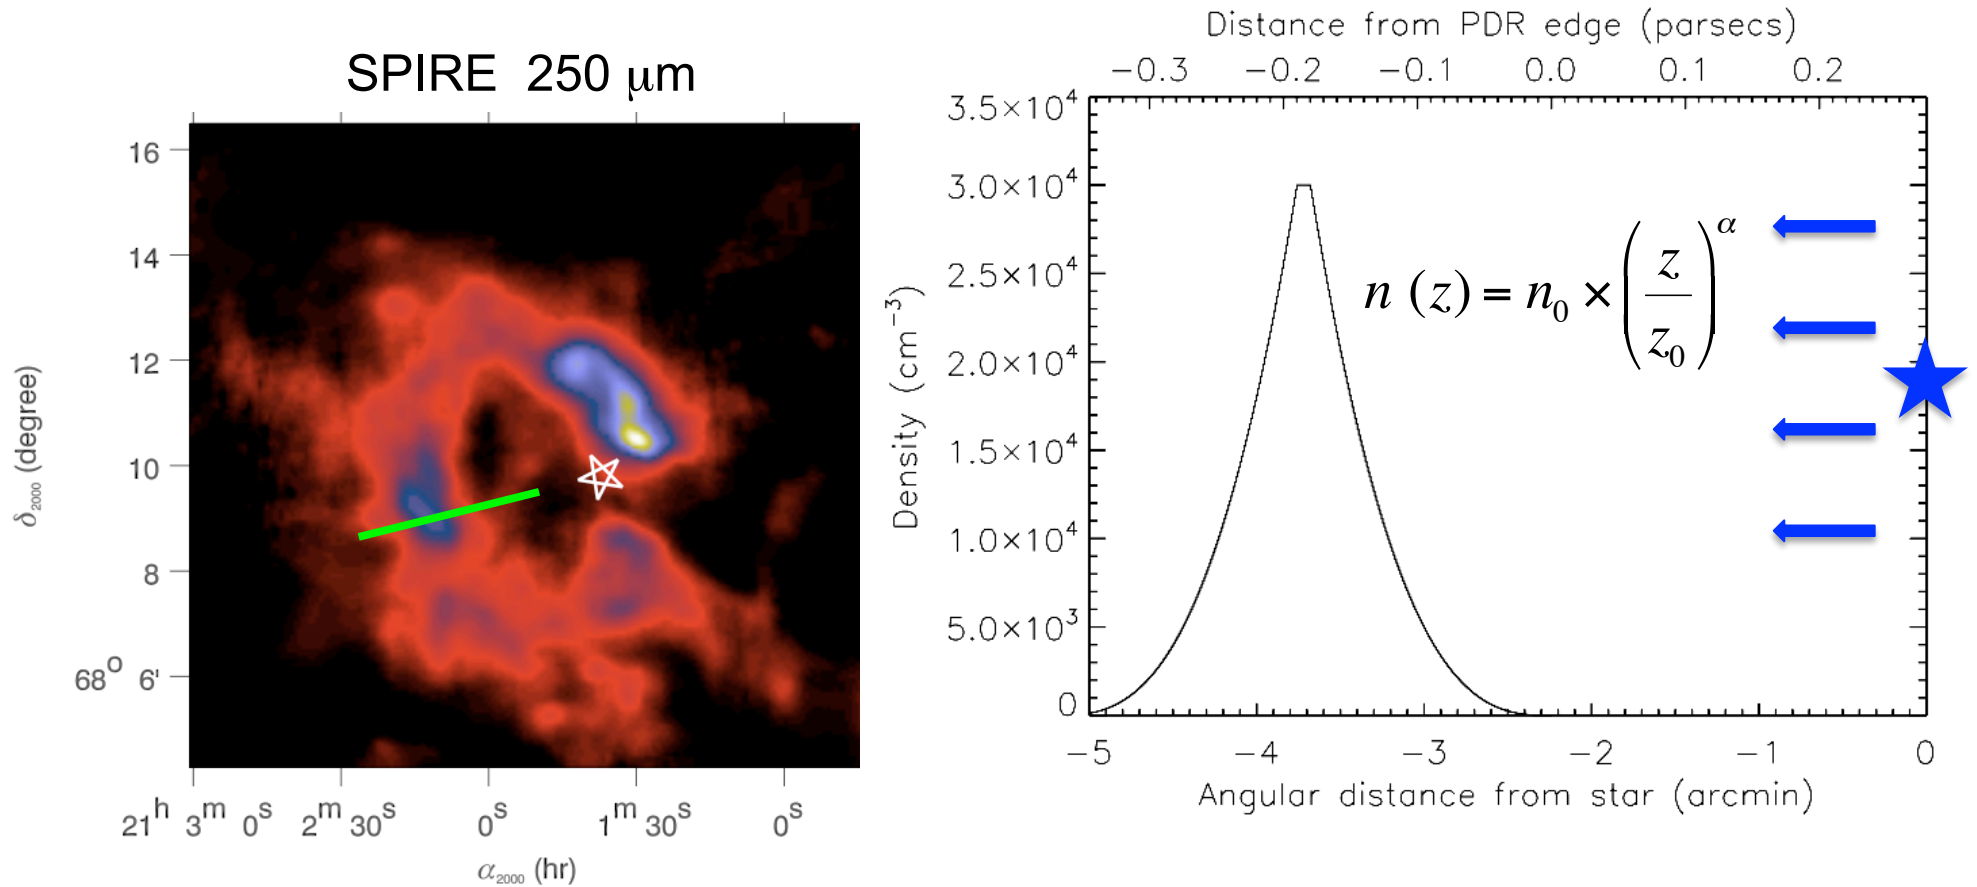 SPIRE 250 μm
16
14
12
10
8
68° 6'
δ2000 (degree)
21h 3m 0s 2m 30s 0s 1m 30s 0s
α2000 (hr)
Distance from PDR edge (parsecs)
−0.3 −0.2 −0.1 0.0 0.1 0.2
3.5×10⁴
3.0×10⁴
2.5×10⁴
2.0×10⁴
1.5×10⁴
1.0×10⁴
5.0×10³
0
Density (cm⁻³)
n (z) = n₀ × (z/z₀)^α
−5 −4 −3 −2 −1 0
Angular distance from star (arcmin)